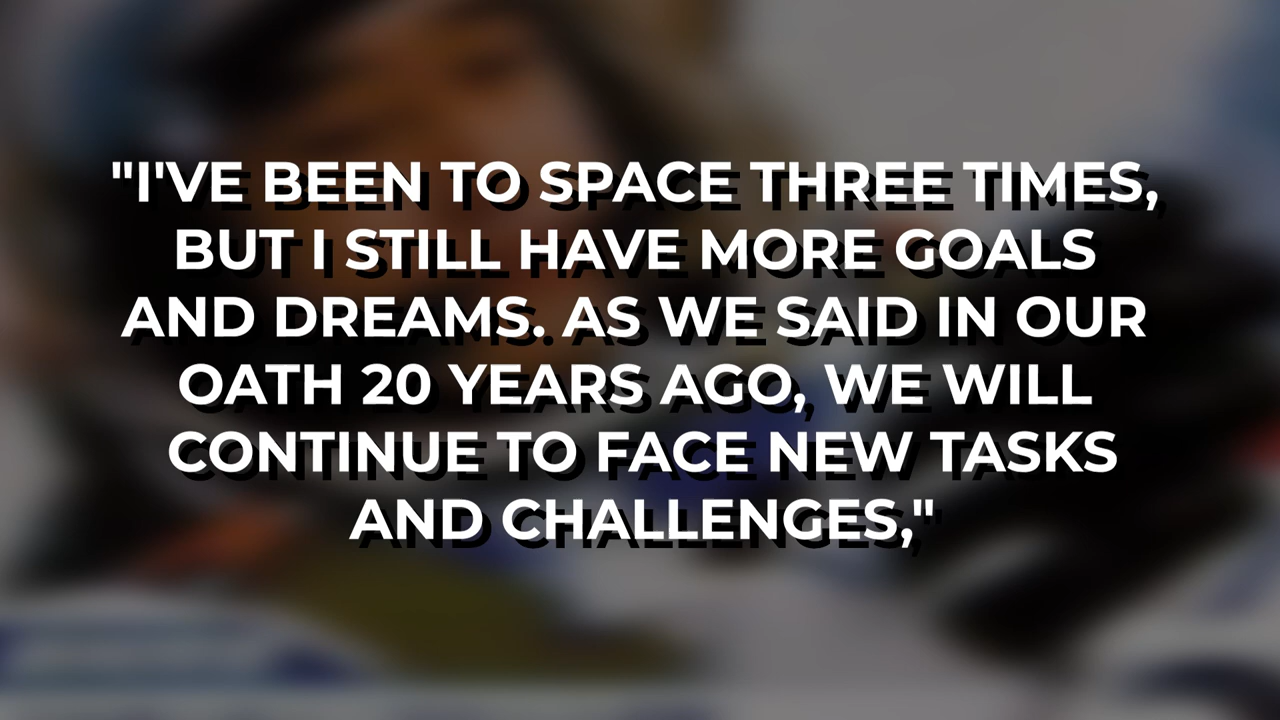 "I'VE BEEN TO SPACE THREE TIMES,
BUT I STILL HAVE MORE GOALS
AND DREAMS. AS WE SAID IN OUR
OATH 20 YEARS AGO, WE WILL
CONTINUE TO FACE NEW TASKS
AND CHALLENGES,"